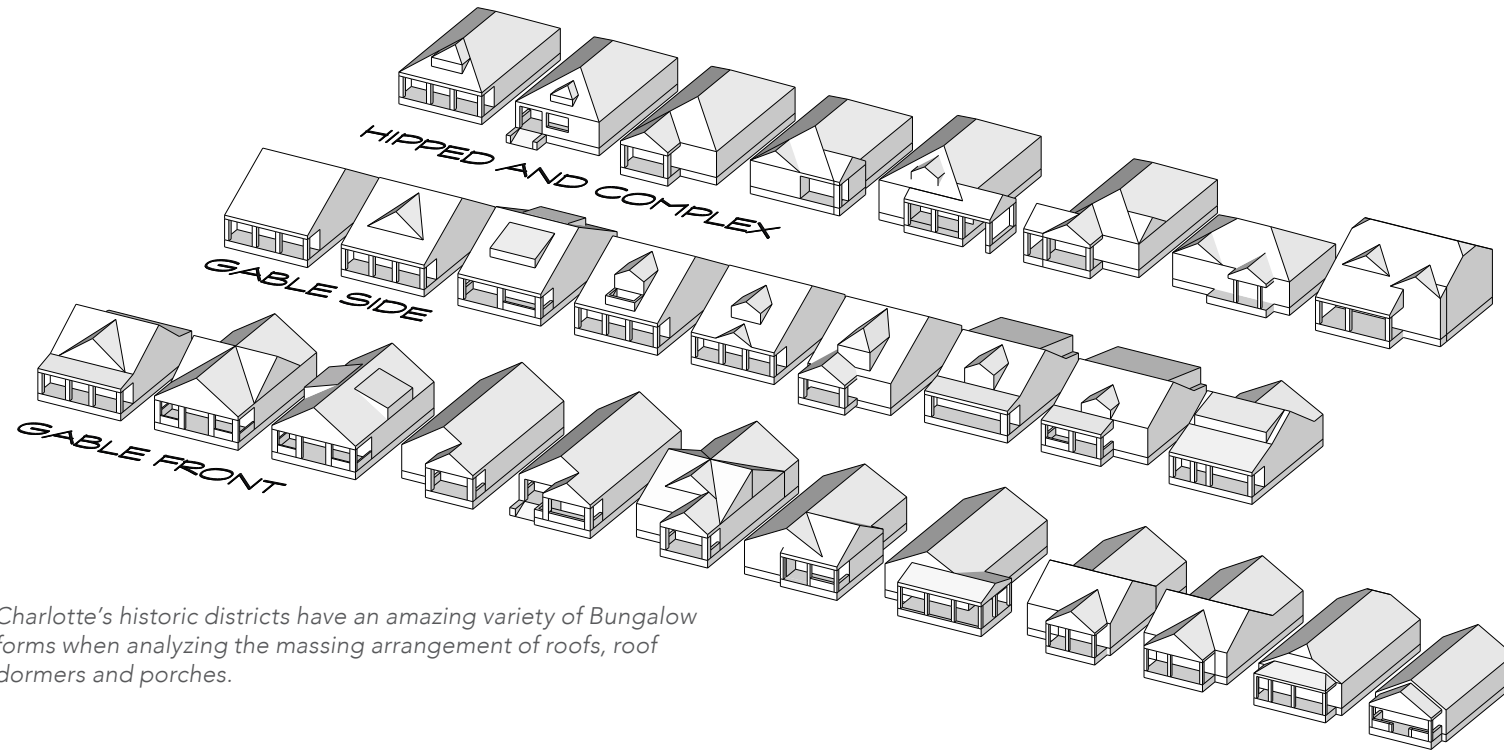 HIPPED AND COMPLEX
GABLE SIDE
GABLE FRONT
Charlotte’s historic districts have an amazing variety of Bungalow
forms when analyzing the massing arrangement of roofs, roof
dormers and porches.